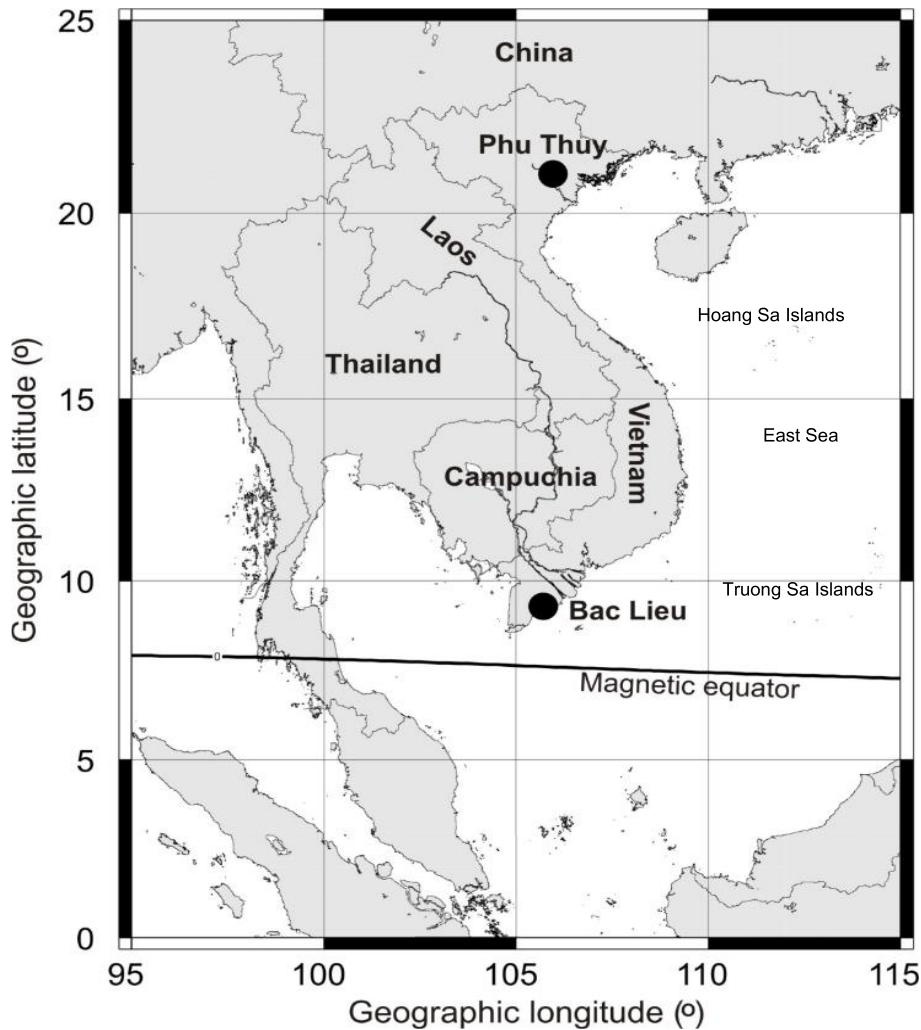 25
China
Phu Thuy
20
Laos
Hoang Sa Islands
Thailand
15
Vietnam
East Sea
Campuchia
10
Truong Sa Islands
Bac Lieu
0
Magnetic equator
5
0
95
100
105
110
115
Geographic latitude (º)
Geographic longitude (º)